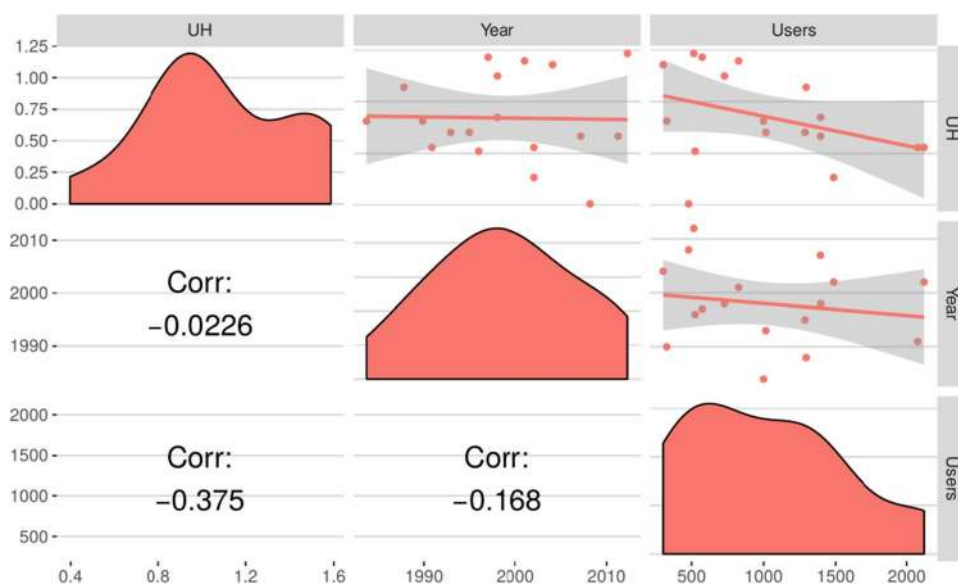 UH
Year
Users
1.25
1.00
0.75
0.50
0.25
0.00
UH
2010
2000
1990
Corr:
−0.0226
Year
2000
1500
1000
500
Corr:
−0.375
Corr:
−0.168
Users
0.4 0.8 1.2 1.6
1990 2000 2010
500 1000 1500 2000